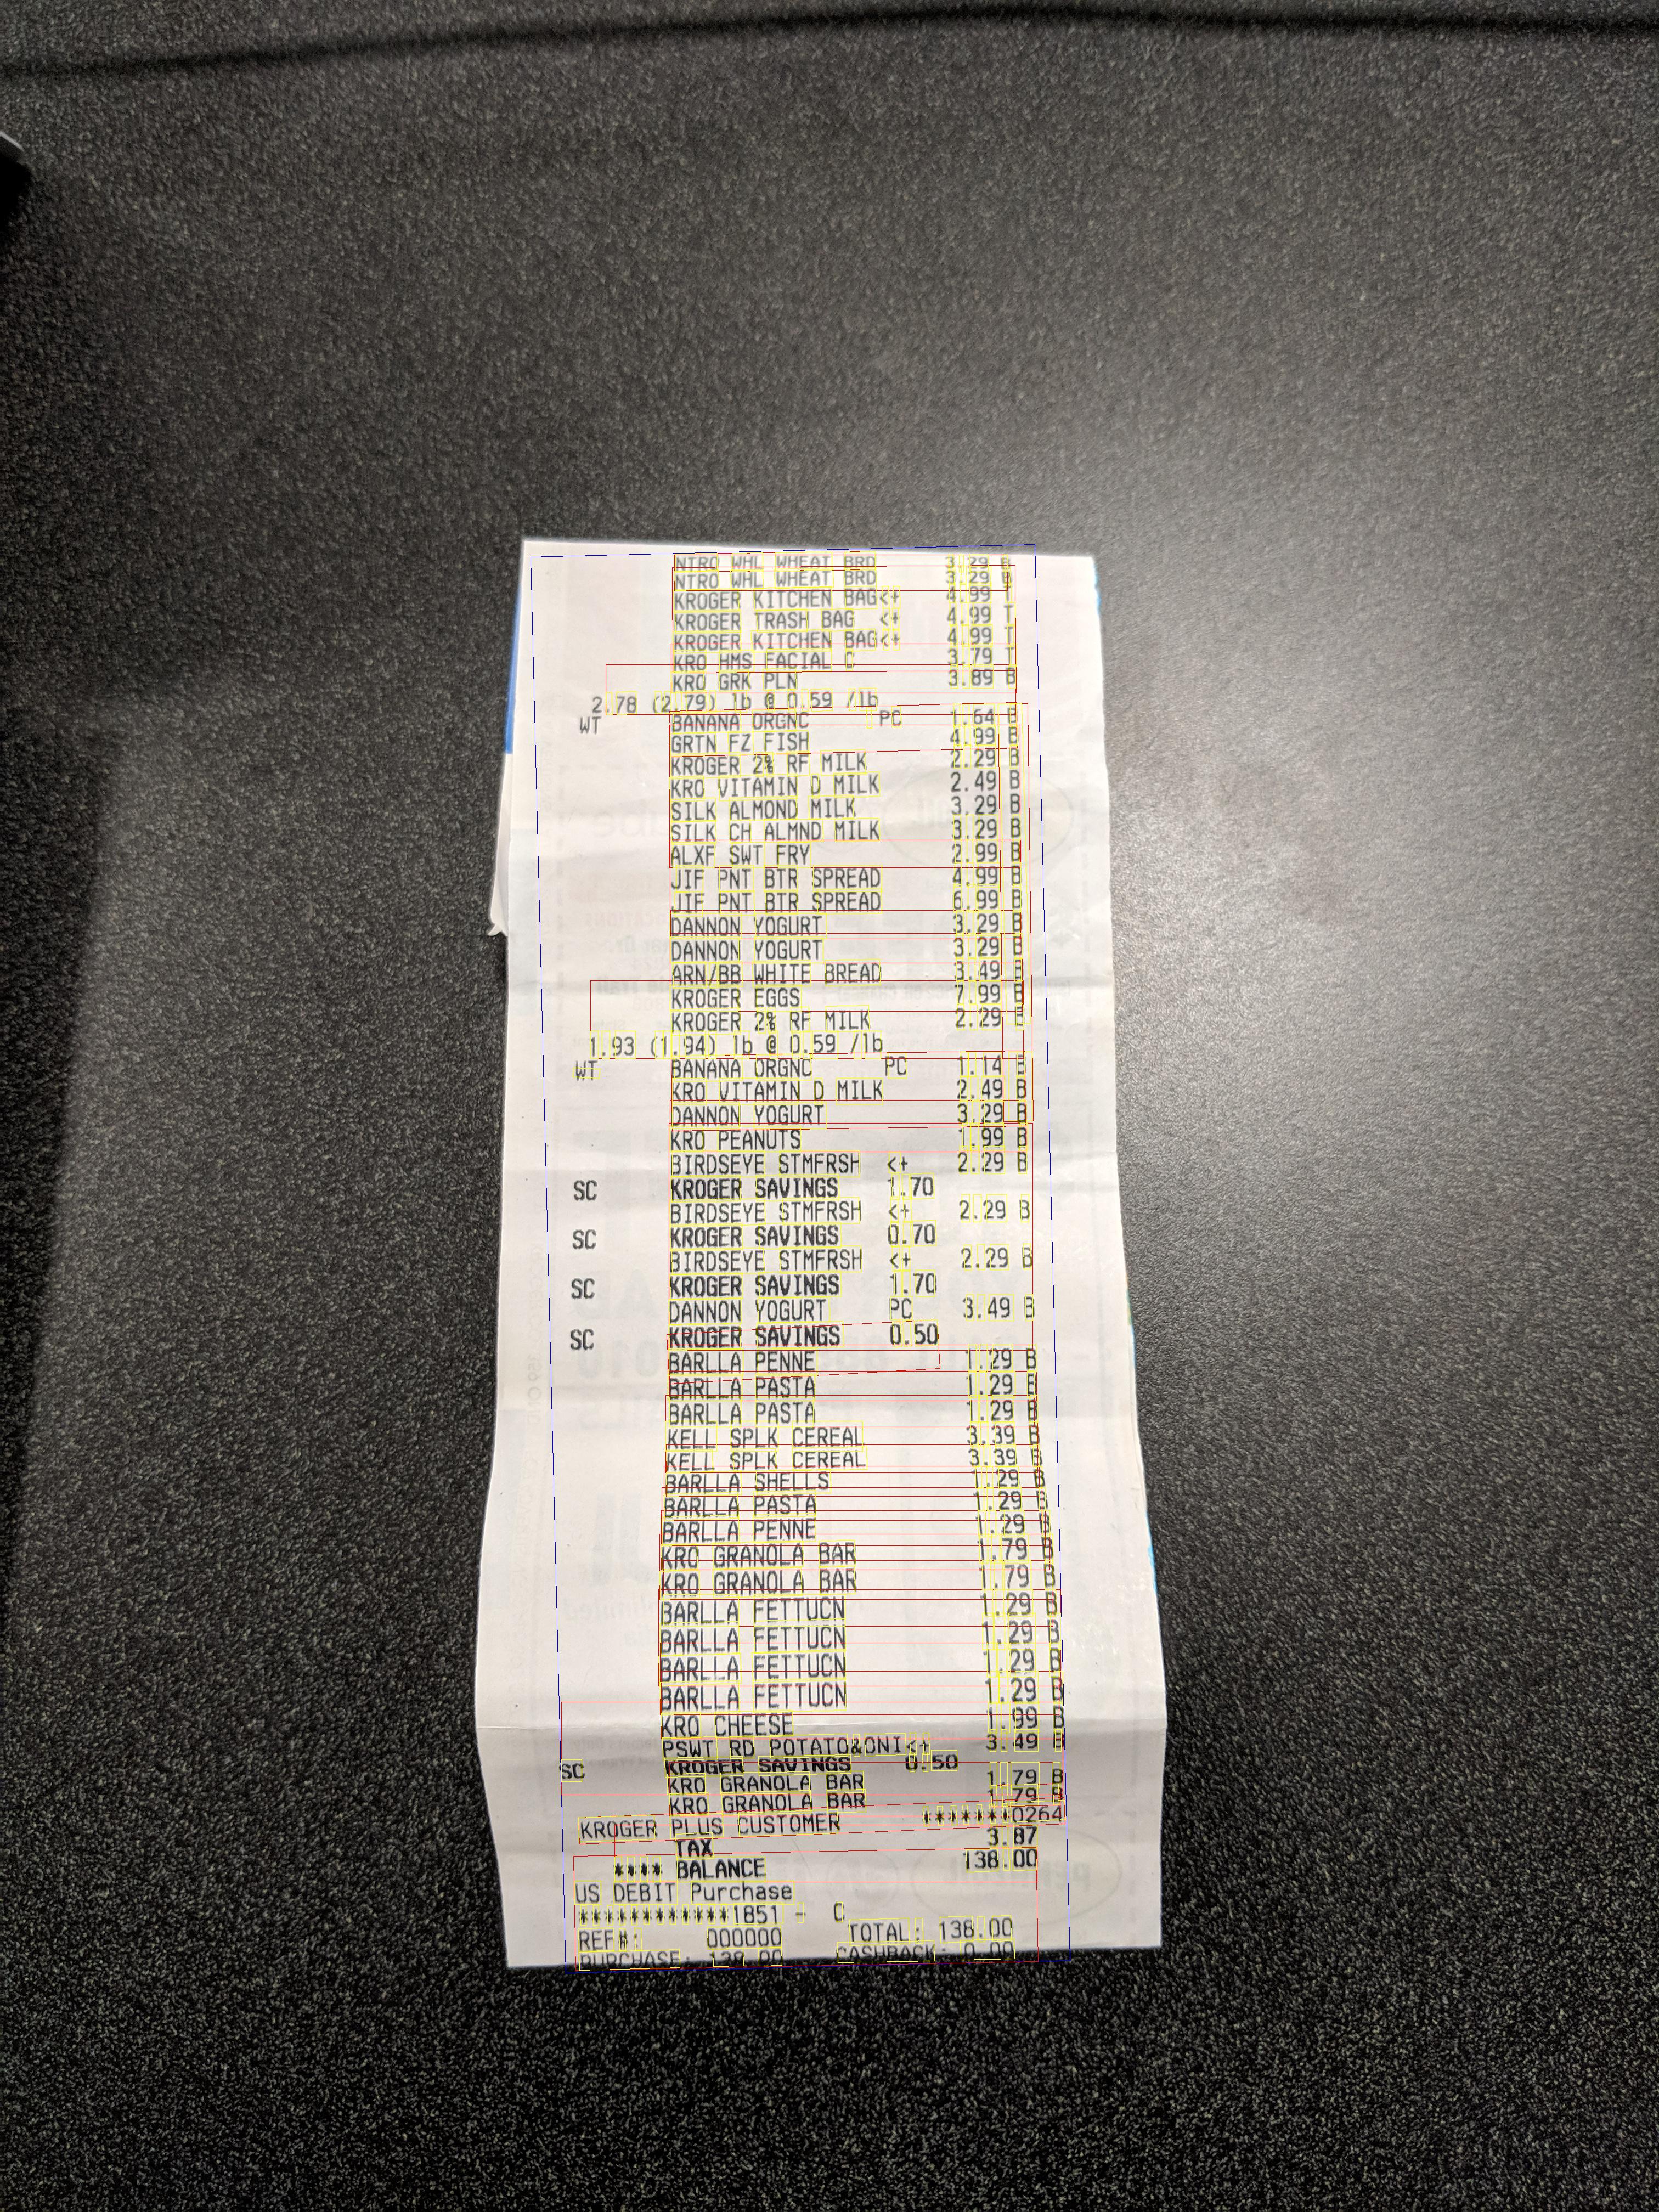 NTRO WHL WHEAT BRD 3.29 B
NTRO WHL WHEAT BRD 3.29 B
KROGER KITCHEN BAG<+ 4.99 T
KROGER TRASH BAG <+ 4.99 T
KROGER KITCHEN BAG<+ 4.99 T
KRO HMS FACIAL C 3.79 T
KRO GRK PLN 3.89 B
2.78 (2.79) lb @ 0.59 /lb
WT BANANA ORGNC PC 1.64 B
GRTN FZ FISH 4.99 B
KROGER 2% RF MILK 2.29 B
KRO VITAMIN D MILK 2.49 B
SILK ALMOND MILK 3.29 B
SILK CH ALMND MILK 3.29 B
ALXF SWT FRY 2.99 B
JIF PNT BTR SPREAD 4.99 B
JIF PNT BTR SPREAD 6.99 B
DANNON YOGURT 3.29 B
DANNON YOGURT 3.29 B
ARN/BB WHITE BREAD 3.49 B
KROGER EGGS 7.99 B
KROGER 2% RF MILK 2.29 B
1.93 (1.94) lb @ 0.59 /lb
WT BANANA ORGNC PC 1.14 B
KRO VITAMIN D MILK 2.49 B
DANNON YOGURT 3.29 B
KRO PEANUTS 1.99 B
BIRDSEYE STMFRSH <+ 2.29 B
SC KROGER SAVINGS 1.70
BIRDSEYE STMFRSH <+ 2.29 B
SC KROGER SAVINGS 0.70
BIRDSEYE STMFRSH <+ 2.29 B
SC KROGER SAVINGS 1.70
DANNON YOGURT PC 3.49 B
SC KROGER SAVINGS 0.50
BARLLA PENNE 1.29 B
BARLLA PASTA 1.29 B
BARLLA PASTA 1.29 B
KELL SPLK CEREAL 3.39 B
KELL SPLK CEREAL 3.39 B
BARLLA SHELLS 1.29 B
BARLLA PASTA 1.29 B
BARLLA PENNE 1.29 B
KRO GRANOLA BAR 1.79 B
KRO GRANOLA BAR 1.79 B
BARLLA FETTUCN 1.29 B
BARLLA FETTUCN 1.29 B
BARLLA FETTUCN 1.29 B
BARLLA FETTUCN 1.29 B
KRO CHEESE 1.99 B
PSWT RD POTATO&ONI<+ 3.49 B
SC KROGER SAVINGS 0.50
KRO GRANOLA BAR 1.79 B
KRO GRANOLA BAR 1.79 B
KROGER PLUS CUSTOMER *******0264
TAX 3.87
**** BALANCE 138.00
US DEBIT Purchase
************1851 - C
REF#: 000000 TOTAL: 138.00
PURCHASE: 138.00 CASHBACK: 0.00